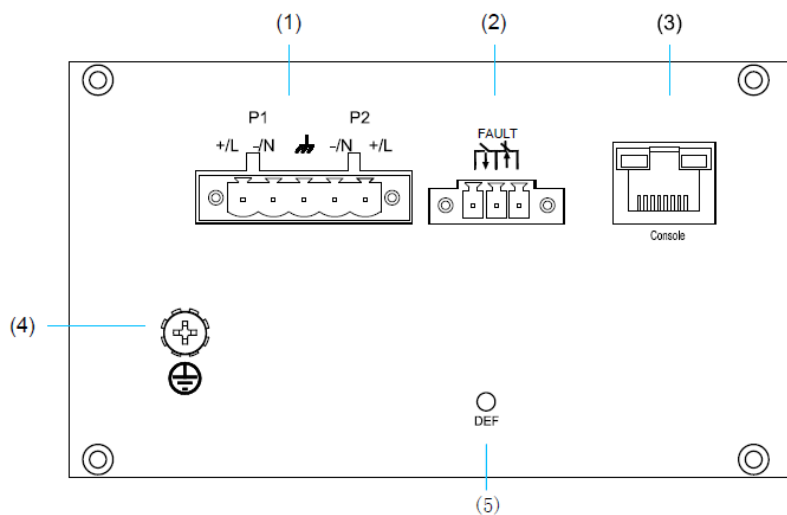 (1) (2) (3)
P1 P2
+/L -/N -/N +/L
FAULT
Console
(4)
DEF
(5)